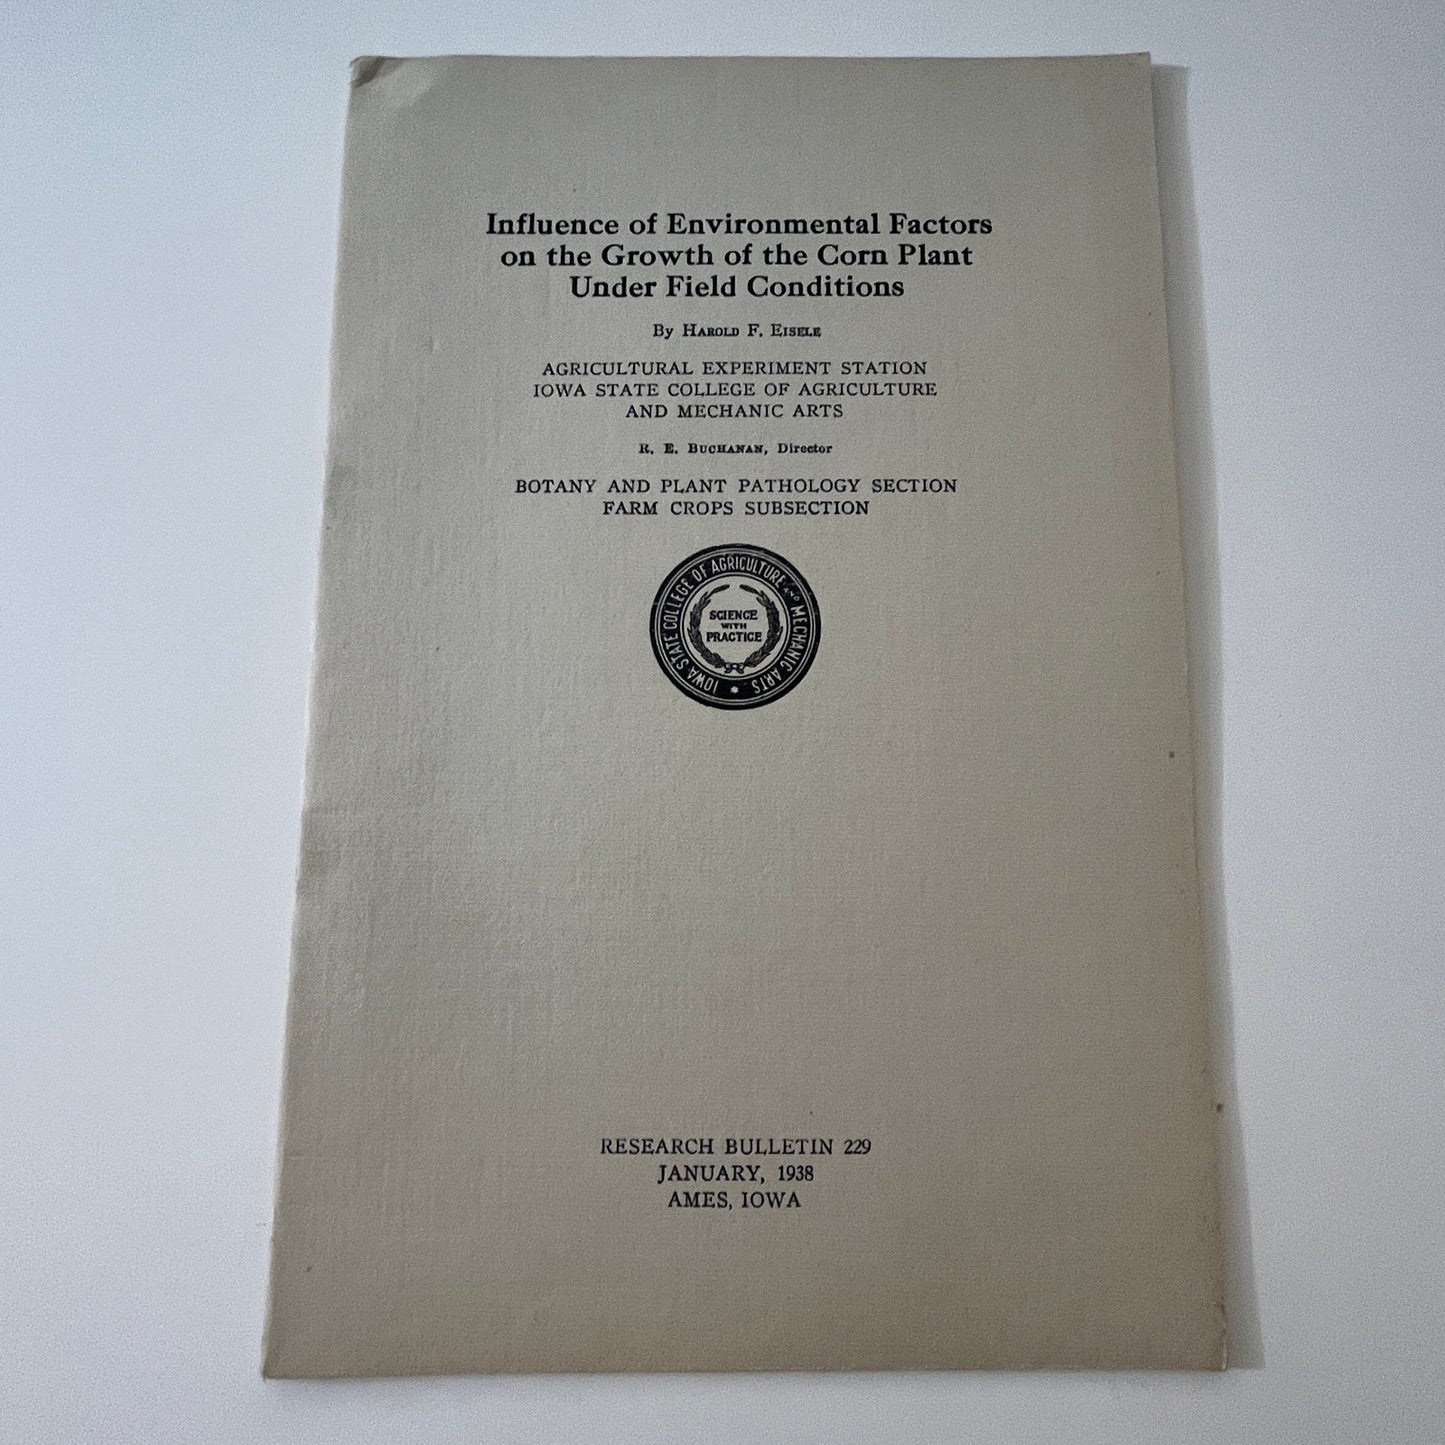 Influence of Environmental Factors
on the Growth of the Corn Plant
Under Field Conditions
By HAROLD F. EISELE
AGRICULTURAL EXPERIMENT STATION
IOWA STATE COLLEGE OF AGRICULTURE
AND MECHANIC ARTS
R. E. BUCHANAN, Director
BOTANY AND PLANT PATHOLOGY SECTION
FARM CROPS SUBSECTION
IOWA STATE COLLEGE OF AGRICULTURE AND MECHANIC ARTS
SCIENCE
WITH
PRACTICE
RESEARCH BULLETIN 229
JANUARY, 1938
AMES, IOWA